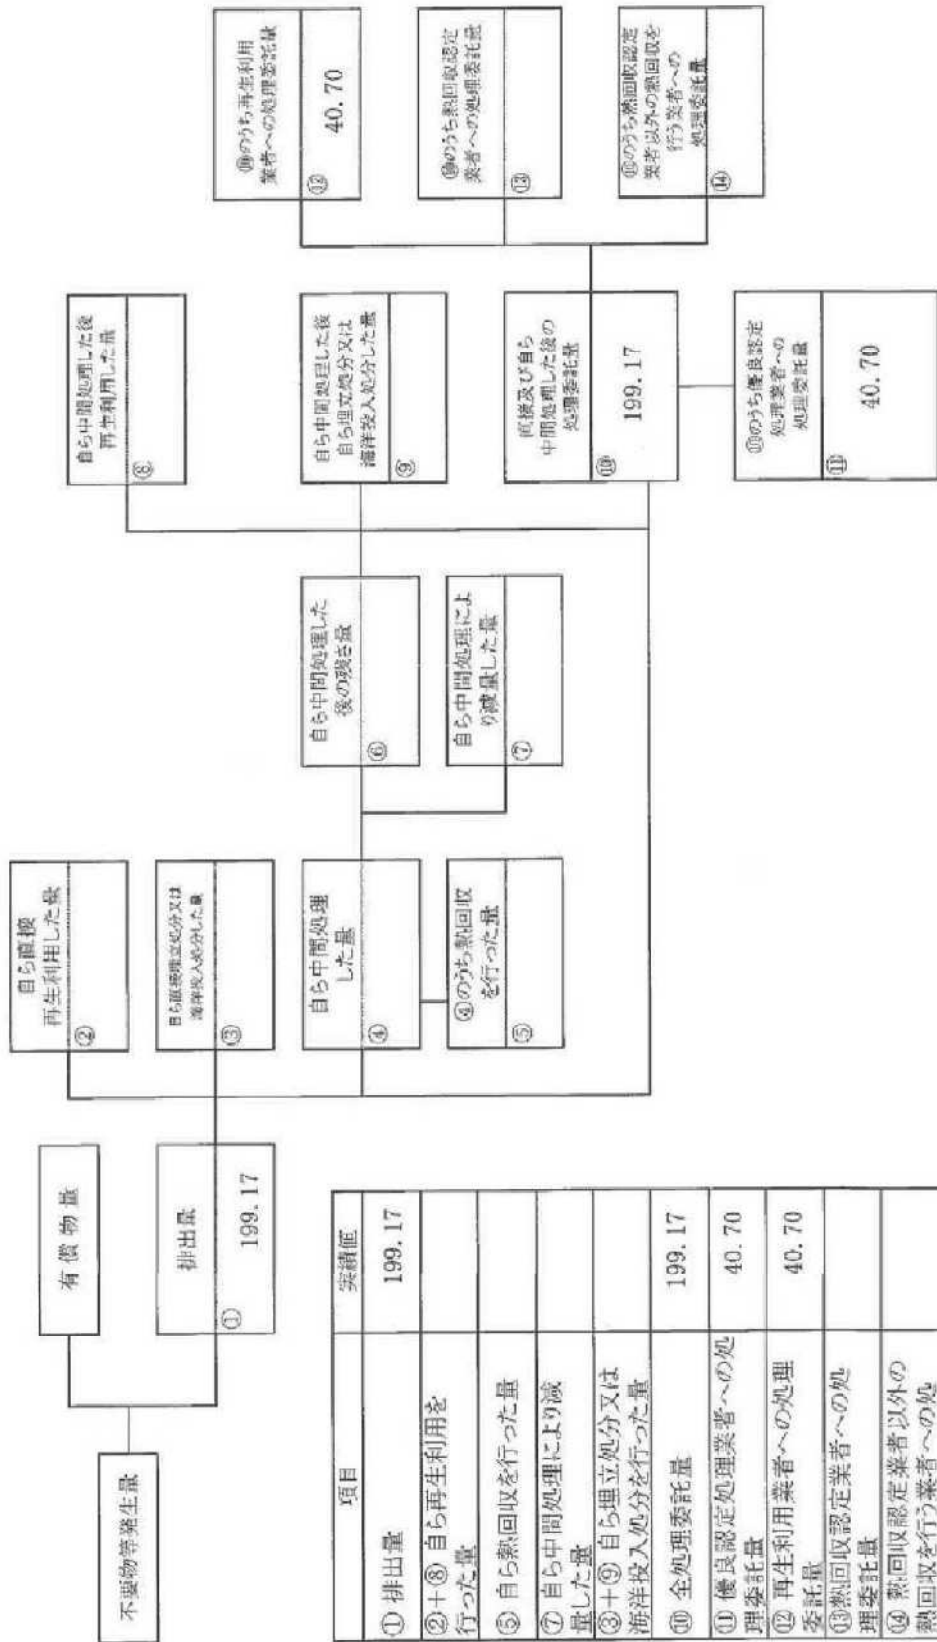 不要物等発生量
有償物量
排出量
①
199.17
自ら直接
再生利用した量
②
自ら直接埋立処分又は
海洋投入処分した量
③
自ら中間処理
した量
④
④のうち熱回収
を行った量
⑤
自ら中間処理した
後の残さ量
⑥
自ら中間処理によ
り減量した量
⑦
自ら中間処理した後
再生利用した量
⑧
自ら中間処理した後
自ら埋立処分又は
海洋投入処分した量
⑨
直接及び自ら
中間処理した後の
処理委託量
⑩
199.17
⑩のうち優良認定
処理業者への
処理委託量
⑪
40.70
⑩のうち再生利用
業者への処理委託量
⑫
40.70
⑩のうち熱回収認定
業者への処理委託量
⑬
⑩のうち熱回収認定
業者以外の熱回収を
行う業者への
処理委託量
⑭
項目 実績値
① 排出量 199.17
②+⑧ 自ら再生利用を
行った量
⑤ 自ら熱回収を行った量
⑦ 自ら中間処理により減
量した量
③+⑨ 自ら埋立処分又は
海洋投入処分を行った量
⑩ 全処理委託量 199.17
⑪ 優良認定処理業者への処
理委託量 40.70
⑫ 再生利用業者への処理
委託量 40.70
⑬熱回収認定業者への処
理委託量
⑭ 熱回収認定業者以外の
熱回収を行う業者への処